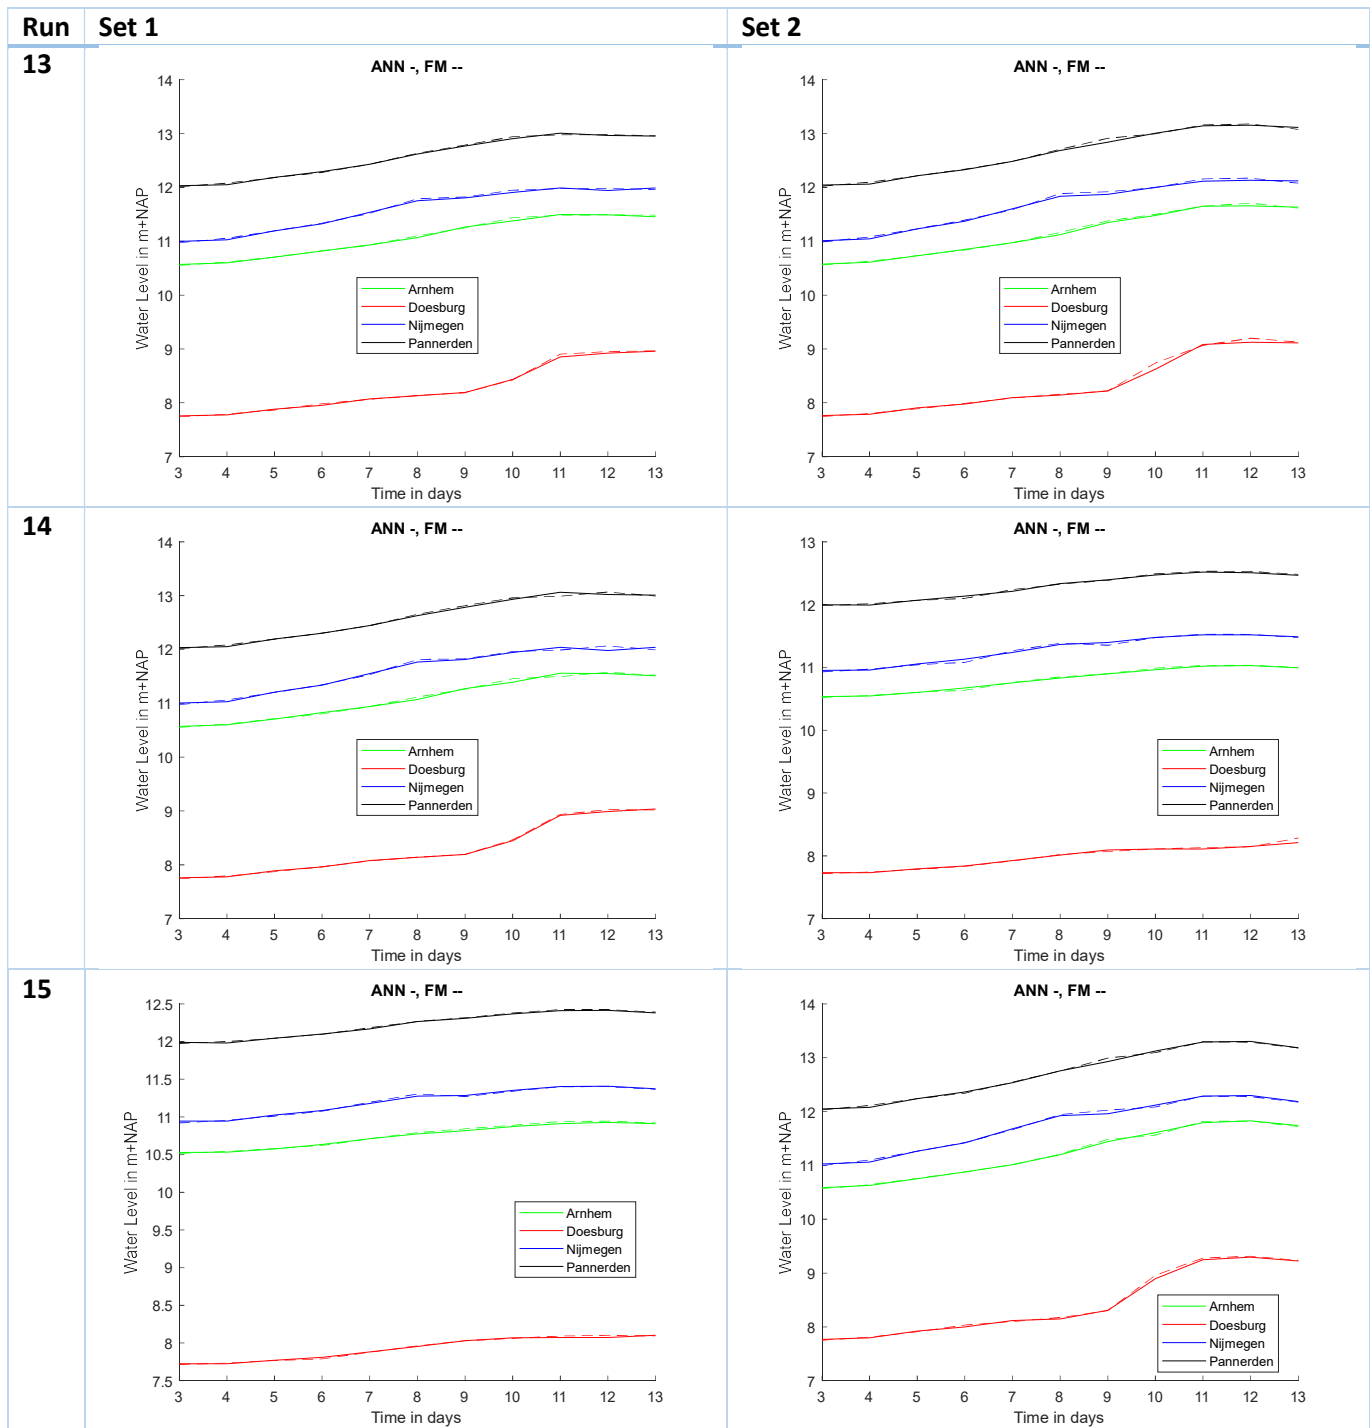 Run Set 1 Set 2
13
ANN -, FM --
14
13
12
11
10
9
8
7
Water Level in m+NAP
Arnhem
Doesburg
Nijmegen
Pannerden
3 4 5 6 7 8 9 10 11 12 13
Time in days
ANN -, FM --
14
13
12
11
10
9
8
7
Water Level in m+NAP
Arnhem
Doesburg
Nijmegen
Pannerden
3 4 5 6 7 8 9 10 11 12 13
Time in days
14
ANN -, FM --
14
13
12
11
10
9
8
7
Water Level in m+NAP
Arnhem
Doesburg
Nijmegen
Pannerden
3 4 5 6 7 8 9 10 11 12 13
Time in days
ANN -, FM --
13
12
11
10
9
8
7
Water Level in m+NAP
Arnhem
Doesburg
Nijmegen
Pannerden
3 4 5 6 7 8 9 10 11 12 13
Time in days
15
ANN -, FM --
12.5
12
11.5
11
10.5
10
9.5
9
8.5
8
7.5
Water Level in m+NAP
Arnhem
Doesburg
Nijmegen
Pannerden
3 4 5 6 7 8 9 10 11 12 13
Time in days
ANN -, FM --
14
13
12
11
10
9
8
7
Water Level in m+NAP
Arnhem
Doesburg
Nijmegen
Pannerden
3 4 5 6 7 8 9 10 11 12 13
Time in days